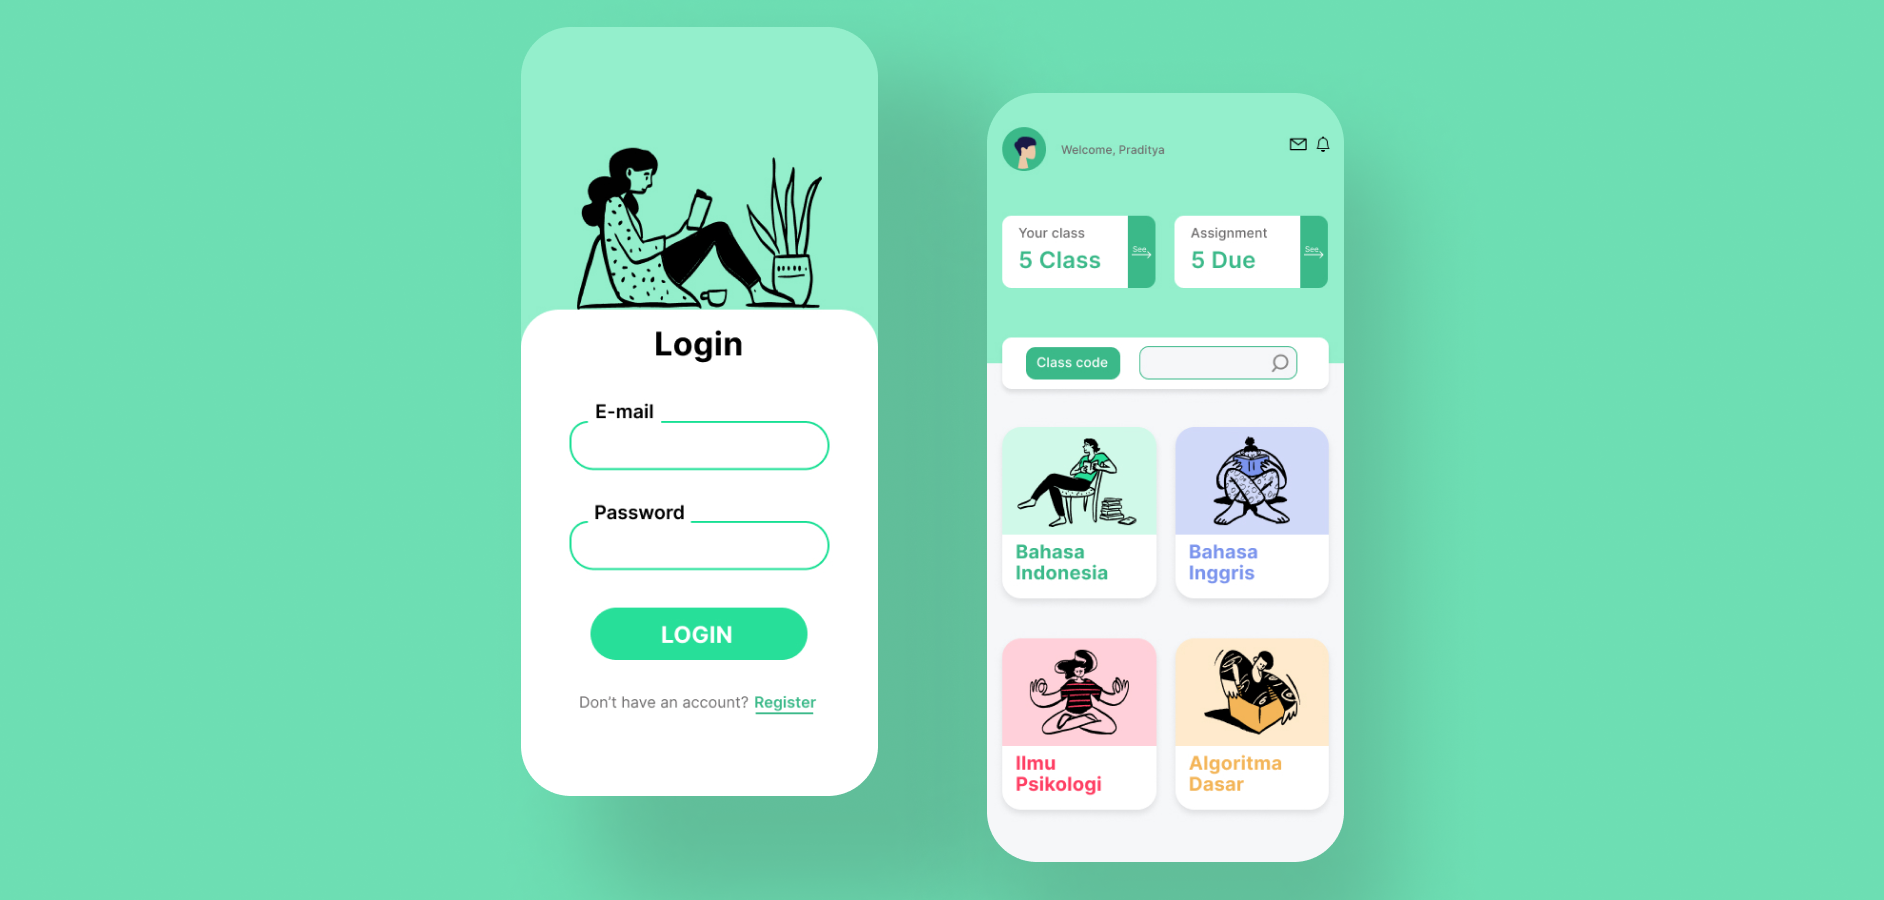 Login
E-mail
Password
LOGIN
Don't have an account? Register
Welcome, Praditya
Your class
5 Class
See
Assignment
5 Due
See
Class code
Bahasa
Indonesia
Bahasa
Inggris
Ilmu
Psikologi
Algoritma
Dasar